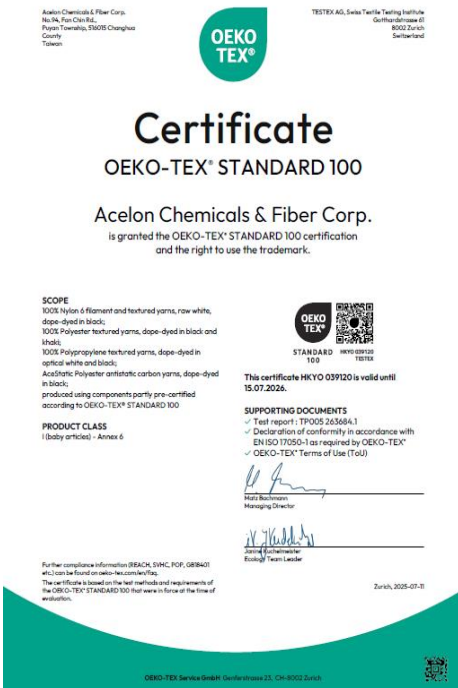 Acelon Chemicals & Fiber Corp.
No.94, Fan Chin Rd.,
Puyan Township, 516015 Changhua
County
Taiwan
OEKO
TEX®
TESTEX AG, Swiss Textile Testing Institute
Gotthardstrasse 61
8002 Zurich
Switzerland
Certificate
OEKO-TEX® STANDARD 100
Acelon Chemicals & Fiber Corp.
is granted the OEKO-TEX® STANDARD 100 certification
and the right to use the trademark.
SCOPE
100% Nylon 6 filament and textured yarns, raw white,
dope-dyed in black;
100% Polyester textured yarns, dope-dyed in black and
khaki;
100% Polypropylene textured yarns, dope-dyed in
optical white and black;
AceStatic Polyester antistatic carbon yarns, dope-dyed
in black;
produced using components partly pre-certified
according to OEKO-TEX® STANDARD 100
PRODUCT CLASS
I (baby articles) - Annex 6
OEKO
TEX®
STANDARD
100
HKYO 039120
TESTEX
This certificate HKYO 039120 is valid until
15.07.2026.
SUPPORTING DOCUMENTS
✓ Test report : TP005 263684.1
✓ Declaration of conformity in accordance with
EN ISO 17050-1 as required by OEKO-TEX®
✓ OEKO-TEX® Terms of Use (ToU)
Matz Bachmann
Managing Director
Janine Kuchelmeister
Ecology Team Leader
Further compliance information (REACH, SVHC, POP, GB18401
etc.) can be found on oeko-tex.com/en/faq.
The certificate is based on the test methods and requirements of
the OEKO-TEX® STANDARD 100 that were in force at the time of
evaluation.
Zurich, 2025-07-11
OEKO-TEX Service GmbH Genferstrasse 23, CH-8002 Zurich